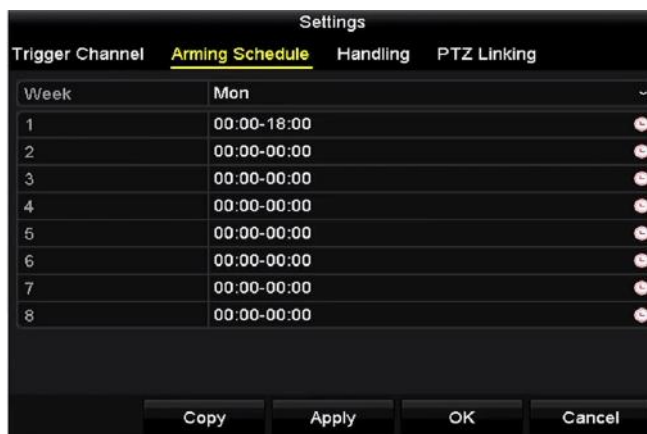 Settings
Trigger Channel Arming Schedule Handling PTZ Linking
Week Mon
1 00:00-18:00
2 00:00-00:00
3 00:00-00:00
4 00:00-00:00
5 00:00-00:00
6 00:00-00:00
7 00:00-00:00
8 00:00-00:00
Copy Apply OK Cancel